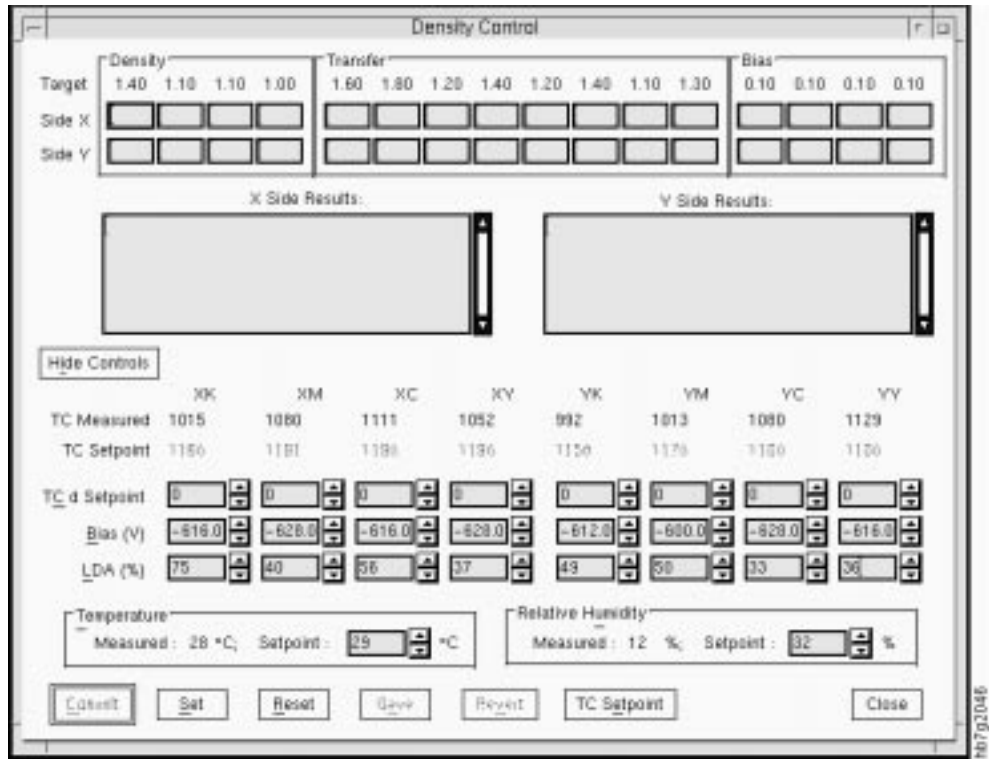 Density Control
Density Transfer Bias
Target 1.40 1.10 1.10 1.00 1.60 1.80 1.20 1.40 1.20 1.40 1.10 1.30 0.10 0.10 0.10 0.10
Side X
Side Y
X Side Results: Y Side Results:
Hide Controls
XK XM XC XY YK YM YC YY
TC Measured 1015 1080 1111 1052 992 1013 1080 1129
TC Setpoint
TC d Setpoint 0 0 0 0 0 0 0 0
Bias (V) -616.0 -628.0 -616.0 -628.0 -612.0 -600.0 -628.0 -616.0
LDA (%) 75 40 56 37 49 50 33 36
Temperature Relative Humidity
Measured : 28 °C; Setpoint : 29 °C Measured : 12 %; Setpoint : 32 %
Set Reset Save Revert TC Setpoint Close
hb7g2046